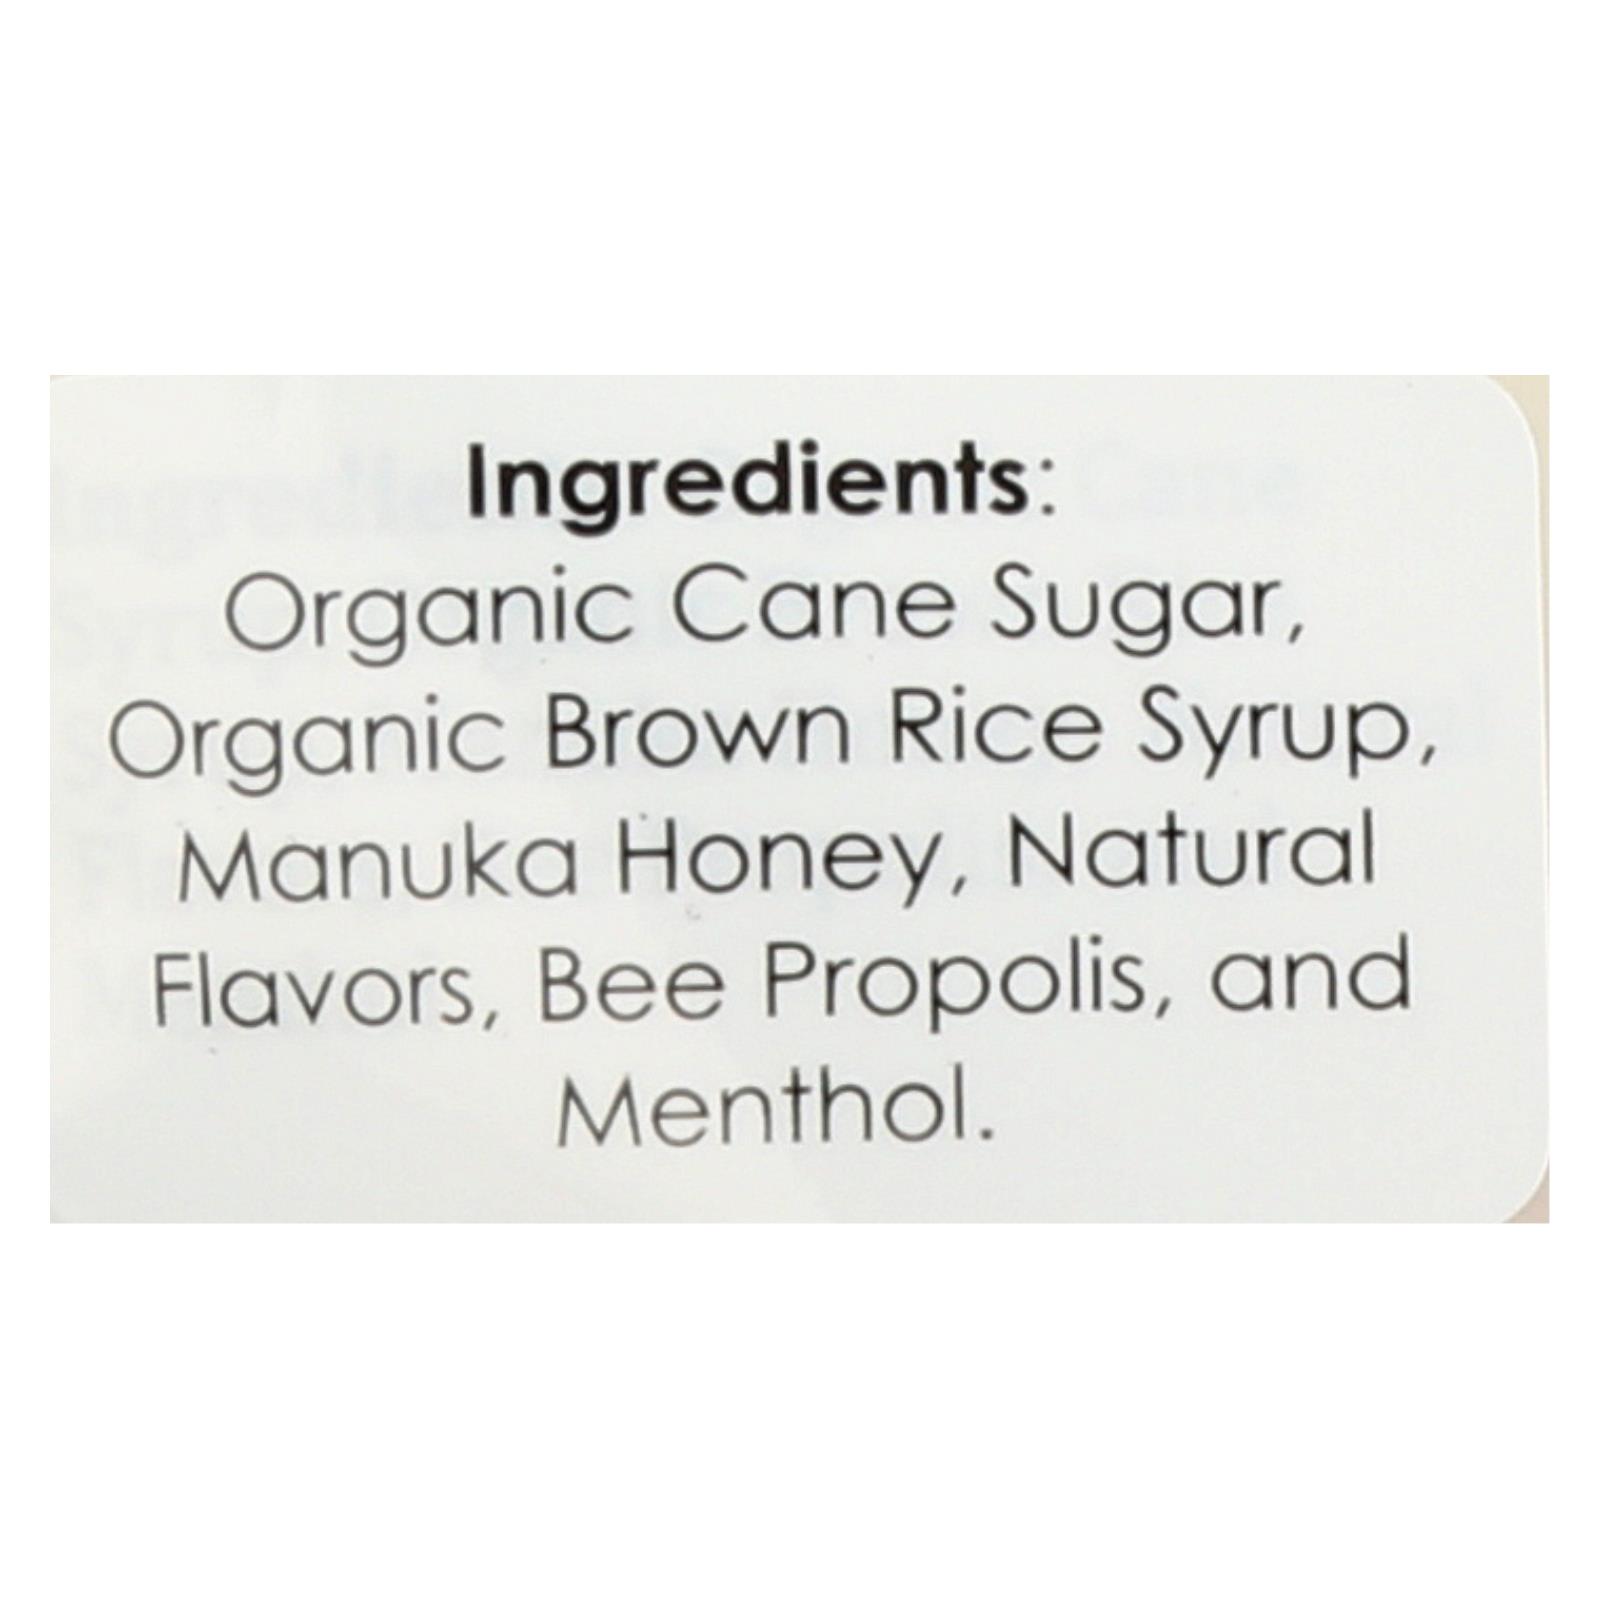 Ingredients:
Organic Cane Sugar,
Organic Brown Rice Syrup,
Manuka Honey, Natural
Flavors, Bee Propolis, and
Menthol.